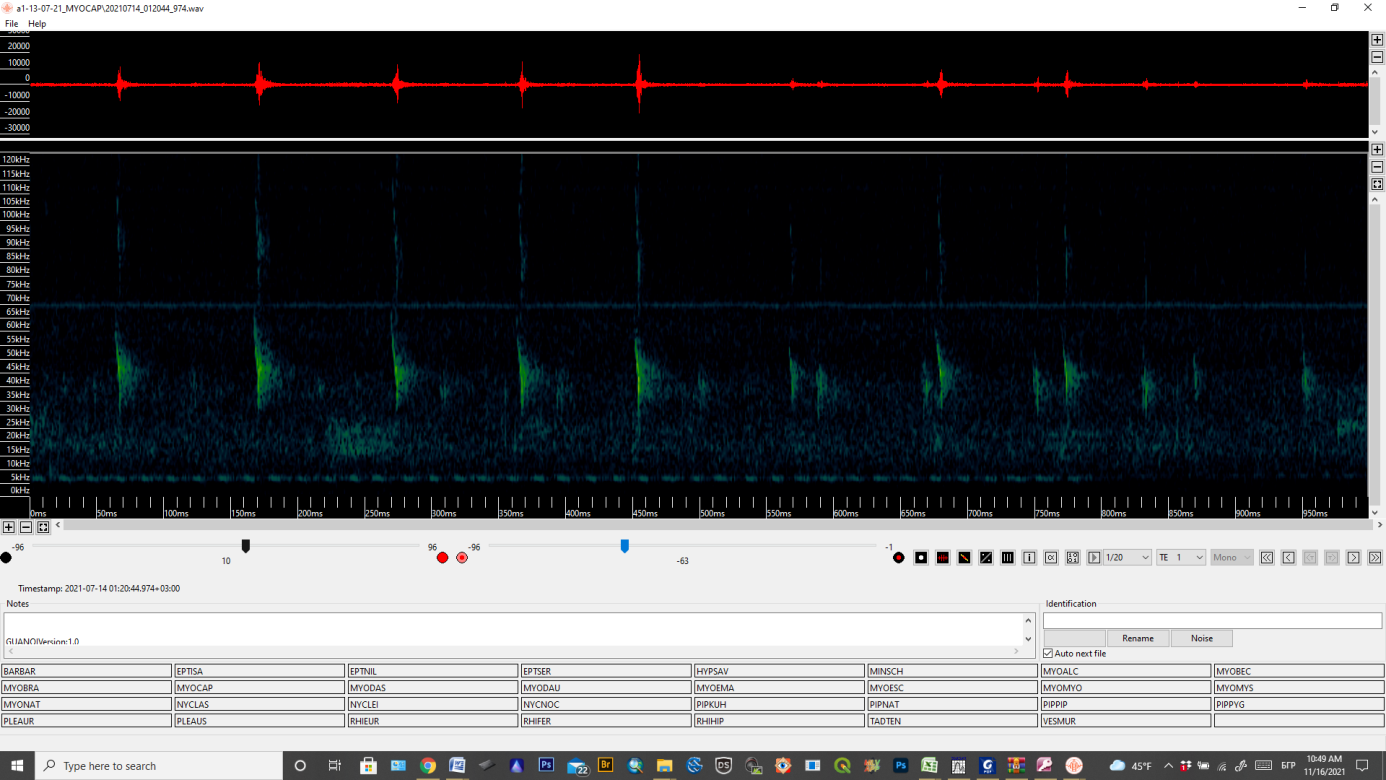 a1-13-07-21_MYOCAP\20210714_012044_974.wav
File Help
20000
10000
0
-10000
-20000
-30000
120kHz
115kHz
110kHz
105kHz
100kHz
95kHz
90kHz
85kHz
80kHz
75kHz
70kHz
65kHz
60kHz
55kHz
50kHz
45kHz
40kHz
35kHz
30kHz
25kHz
20kHz
15kHz
10kHz
5kHz
0kHz
0ms 50ms 100ms 150ms 200ms 250ms 300ms 350ms 400ms 450ms 500ms 550ms 600ms 650ms 700ms 750ms 800ms 850ms 900ms 950ms
-96 96 -96 -1
10 -63
1/20 TE 1 Mono
Timestamp: 2021-07-14 01:20:44.974+03:00
Notes Identification
GUANO|Version:1.0
Rename Noise
Auto next file
BARBAR EPTISA EPTNIL EPTSER HYPSAV MINSCH MYOALC MYOBEC
MYOBRA MYOCAP MYODAS MYODAU MYOEMA MYOESC MYOMYO MYOMYS
MYONAT NYCLAS NYCLEI NYCNOC PIPKUH PIPNAT PIPPIP PIPPYG
PLEAUR PLEAUS RHIEUR RHIFER RHIHIP TADTEN VESMUR
Type here to search
22
45°F
БГР
10:49 AM
11/16/2021